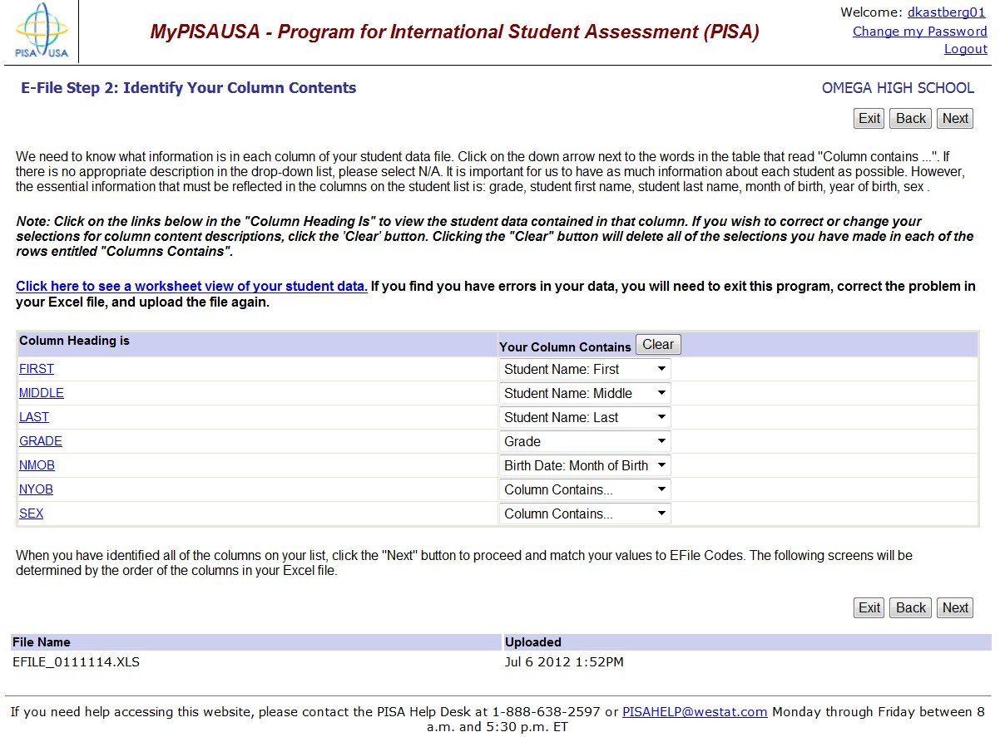 PISA USA
MyPISAUSA - Program for International Student Assessment (PISA)
Welcome: dkastberg01
Change my Password
Logout
E-File Step 2: Identify Your Column Contents
OMEGA HIGH SCHOOL
Exit Back Next
We need to know what information is in each column of your student data file. Click on the down arrow next to the words in the table that read "Column contains ...". If
there is no appropriate description in the drop-down list, please select N/A. It is important for us to have as much information about each student as possible. However,
the essential information that must be reflected in the columns on the student list is: grade, student first name, student last name, month of birth, year of birth, sex .
Note: Click on the links below in the "Column Heading Is" to view the student data contained in that column. If you wish to correct or change your
selections for column content descriptions, click the 'Clear' button. Clicking the "Clear" button will delete all of the selections you have made in each of the
rows entitled "Columns Contains".
Click here to see a worksheet view of your student data. If you find you have errors in your data, you will need to exit this program, correct the problem in
your Excel file, and upload the file again.
Column Heading is Your Column Contains Clear
FIRST Student Name: First
MIDDLE Student Name: Middle
LAST Student Name: Last
GRADE Grade
NMOB Birth Date: Month of Birth
NYOB Column Contains...
SEX Column Contains...
When you have identified all of the columns on your list, click the "Next" button to proceed and match your values to EFile Codes. The following screens will be
determined by the order of the columns in your Excel file.
Exit Back Next
File Name Uploaded
EFILE_0111114.XLS Jul 6 2012 1:52PM
If you need help accessing this website, please contact the PISA Help Desk at 1-888-638-2597 or PISAHELP@westat.com Monday through Friday between 8
a.m. and 5:30 p.m. ET